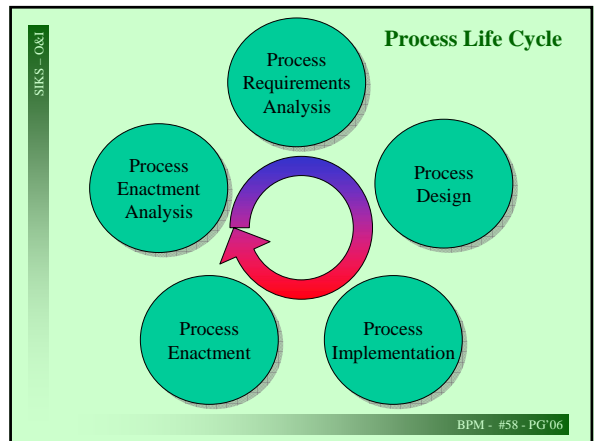 Process Life Cycle
SIKS – O&I
Process
Requirements
Analysis
Process
Design
Process
Implementation
Process
Enactment
Process
Enactment
Analysis
BPM - #58 - PG'06